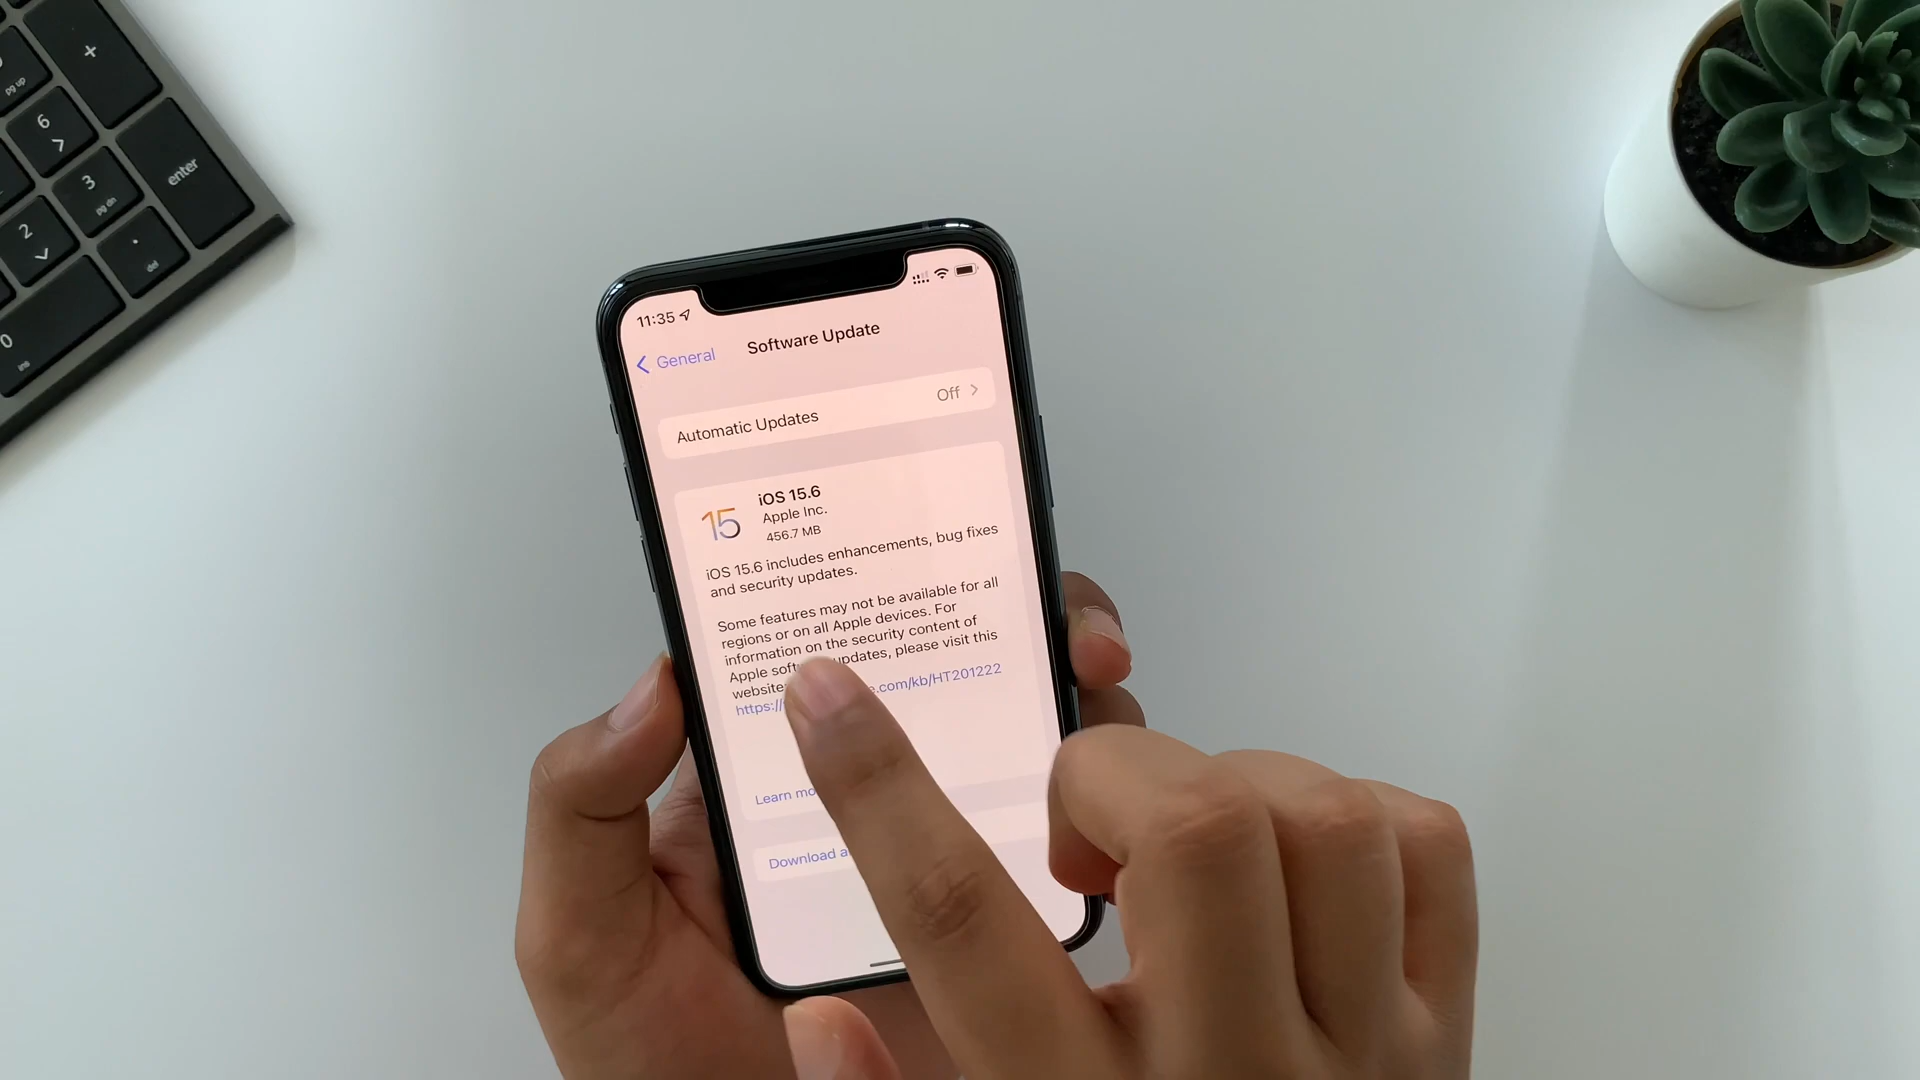 +
pg up
6
enter
3
pg dn
2
.
del
0
ins
11:35
General
Software Update
Automatic Updates
Off
15
iOS 15.6
Apple Inc.
456.7 MB
iOS 15.6 includes enhancements, bug fixes
and security updates.
Some features may not be available for all
regions or on all Apple devices. For
information on the security content of
Apple updates, please visit this
website
https:// .com/kb/HT201222
Learn
Download